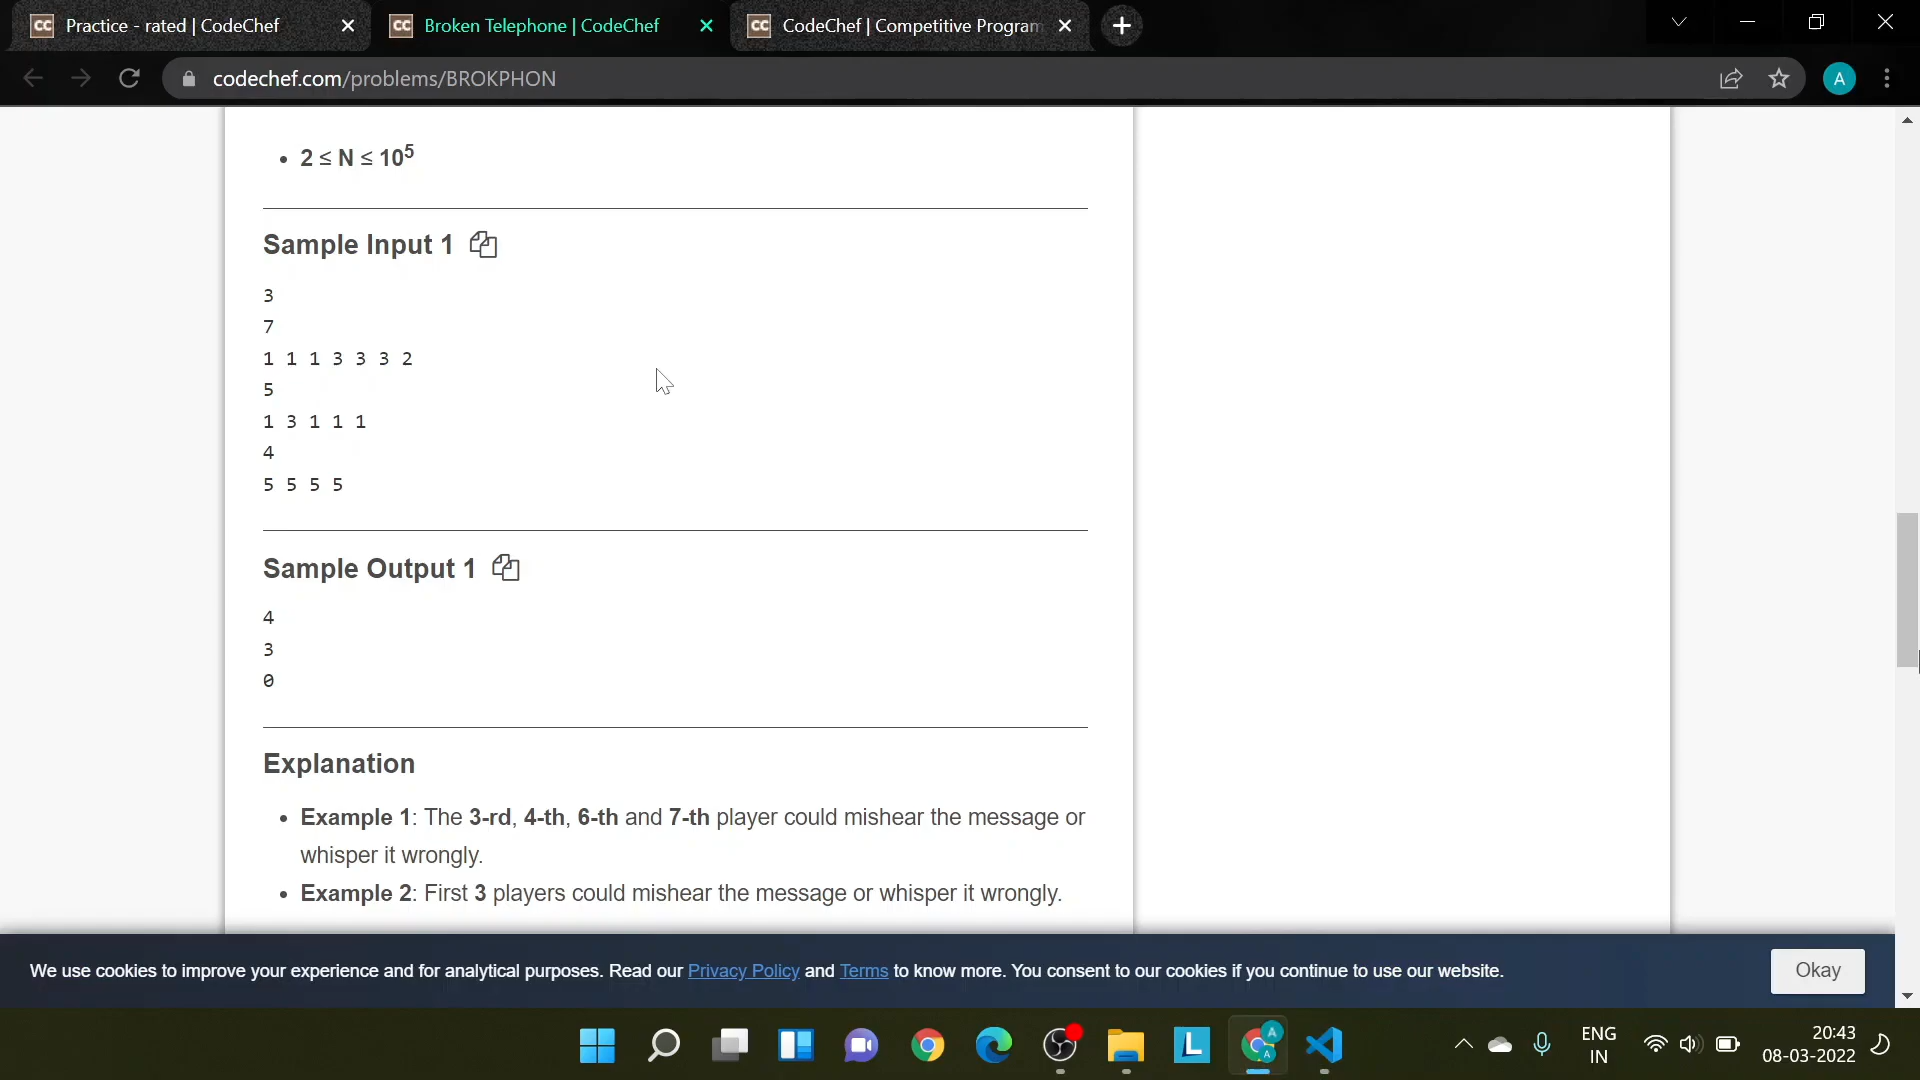 Practice - rated | CodeChef
Broken Telephone | CodeChef
CodeChef | Competitive Program
codechef.com/problems/BROKPHON
A
• 2 ≤ N ≤ 10⁵
Sample Input 1
3
7
1 1 1 3 3 3 2
5
1 3 1 1 1
4
5 5 5 5
Sample Output 1
4
3
0
Explanation
• Example 1: The 3-rd, 4-th, 6-th and 7-th player could mishear the message or
whisper it wrongly.
• Example 2: First 3 players could mishear the message or whisper it wrongly.
We use cookies to improve your experience and for analytical purposes. Read our Privacy Policy and Terms to know more. You consent to our cookies if you continue to use our website.
Okay
L
A
A
ENG
IN
20:43
08-03-2022